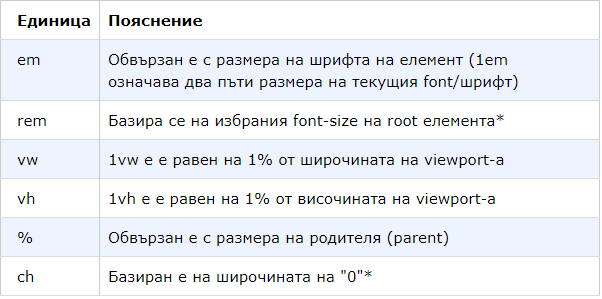 Единица Пояснение
em Обвързан е с размера на шрифта на елемент (1em
означава два пъти размера на текущия font/шрифт)
rem Базира се на избрания font-size на root елемента*
vw 1vw е е равен на 1% от широчината на viewport-а
vh 1vh е е равен на 1% от височината на viewport-а
% Обвързан е с размера на родителя (parent)
ch Базиран е на широчината на "0"*